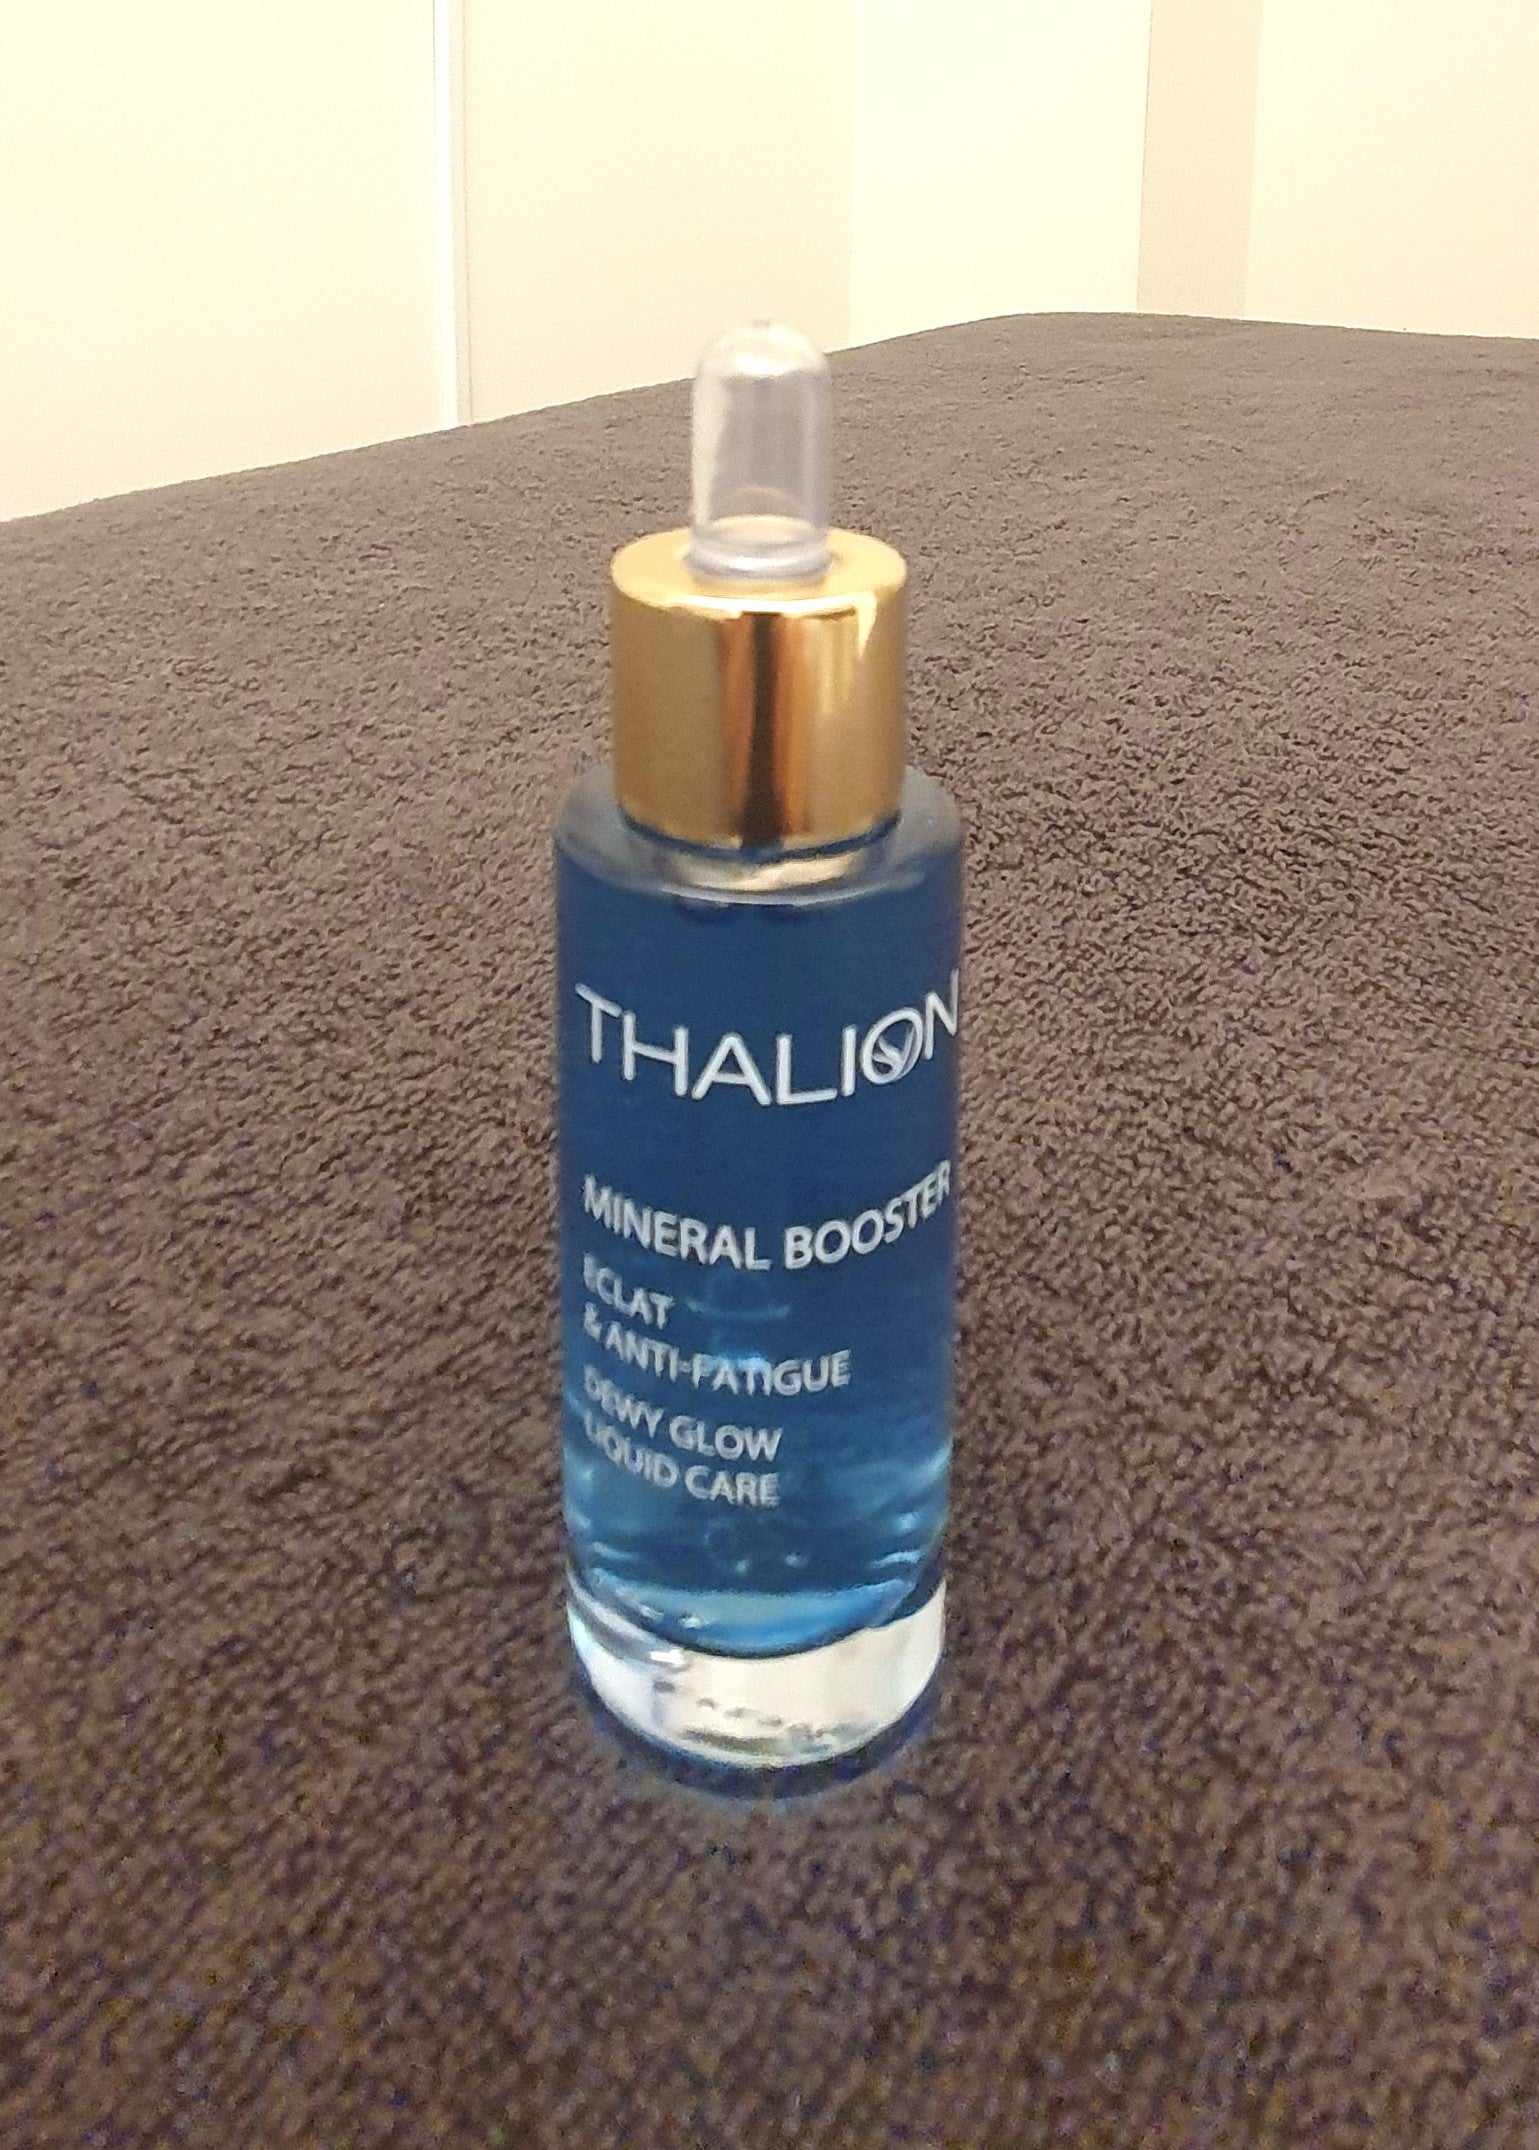 THALION
MINERAL BOOSTER
ECLAT
& ANTI-FATIGUE
DEWY GLOW
LIQUID CARE